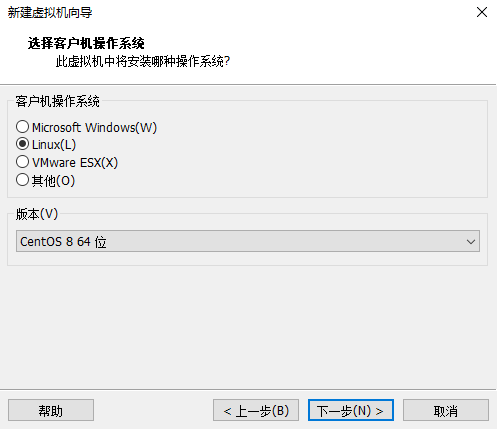 新建虚拟机向导
选择客户机操作系统
此虚拟机中将安装哪种操作系统?
客户机操作系统
Microsoft Windows(W)
Linux(L)
VMware ESX(X)
其他(O)
版本(V)
CentOS 8 64 位
帮助
< 上一步(B)
下一步(N) >
取消